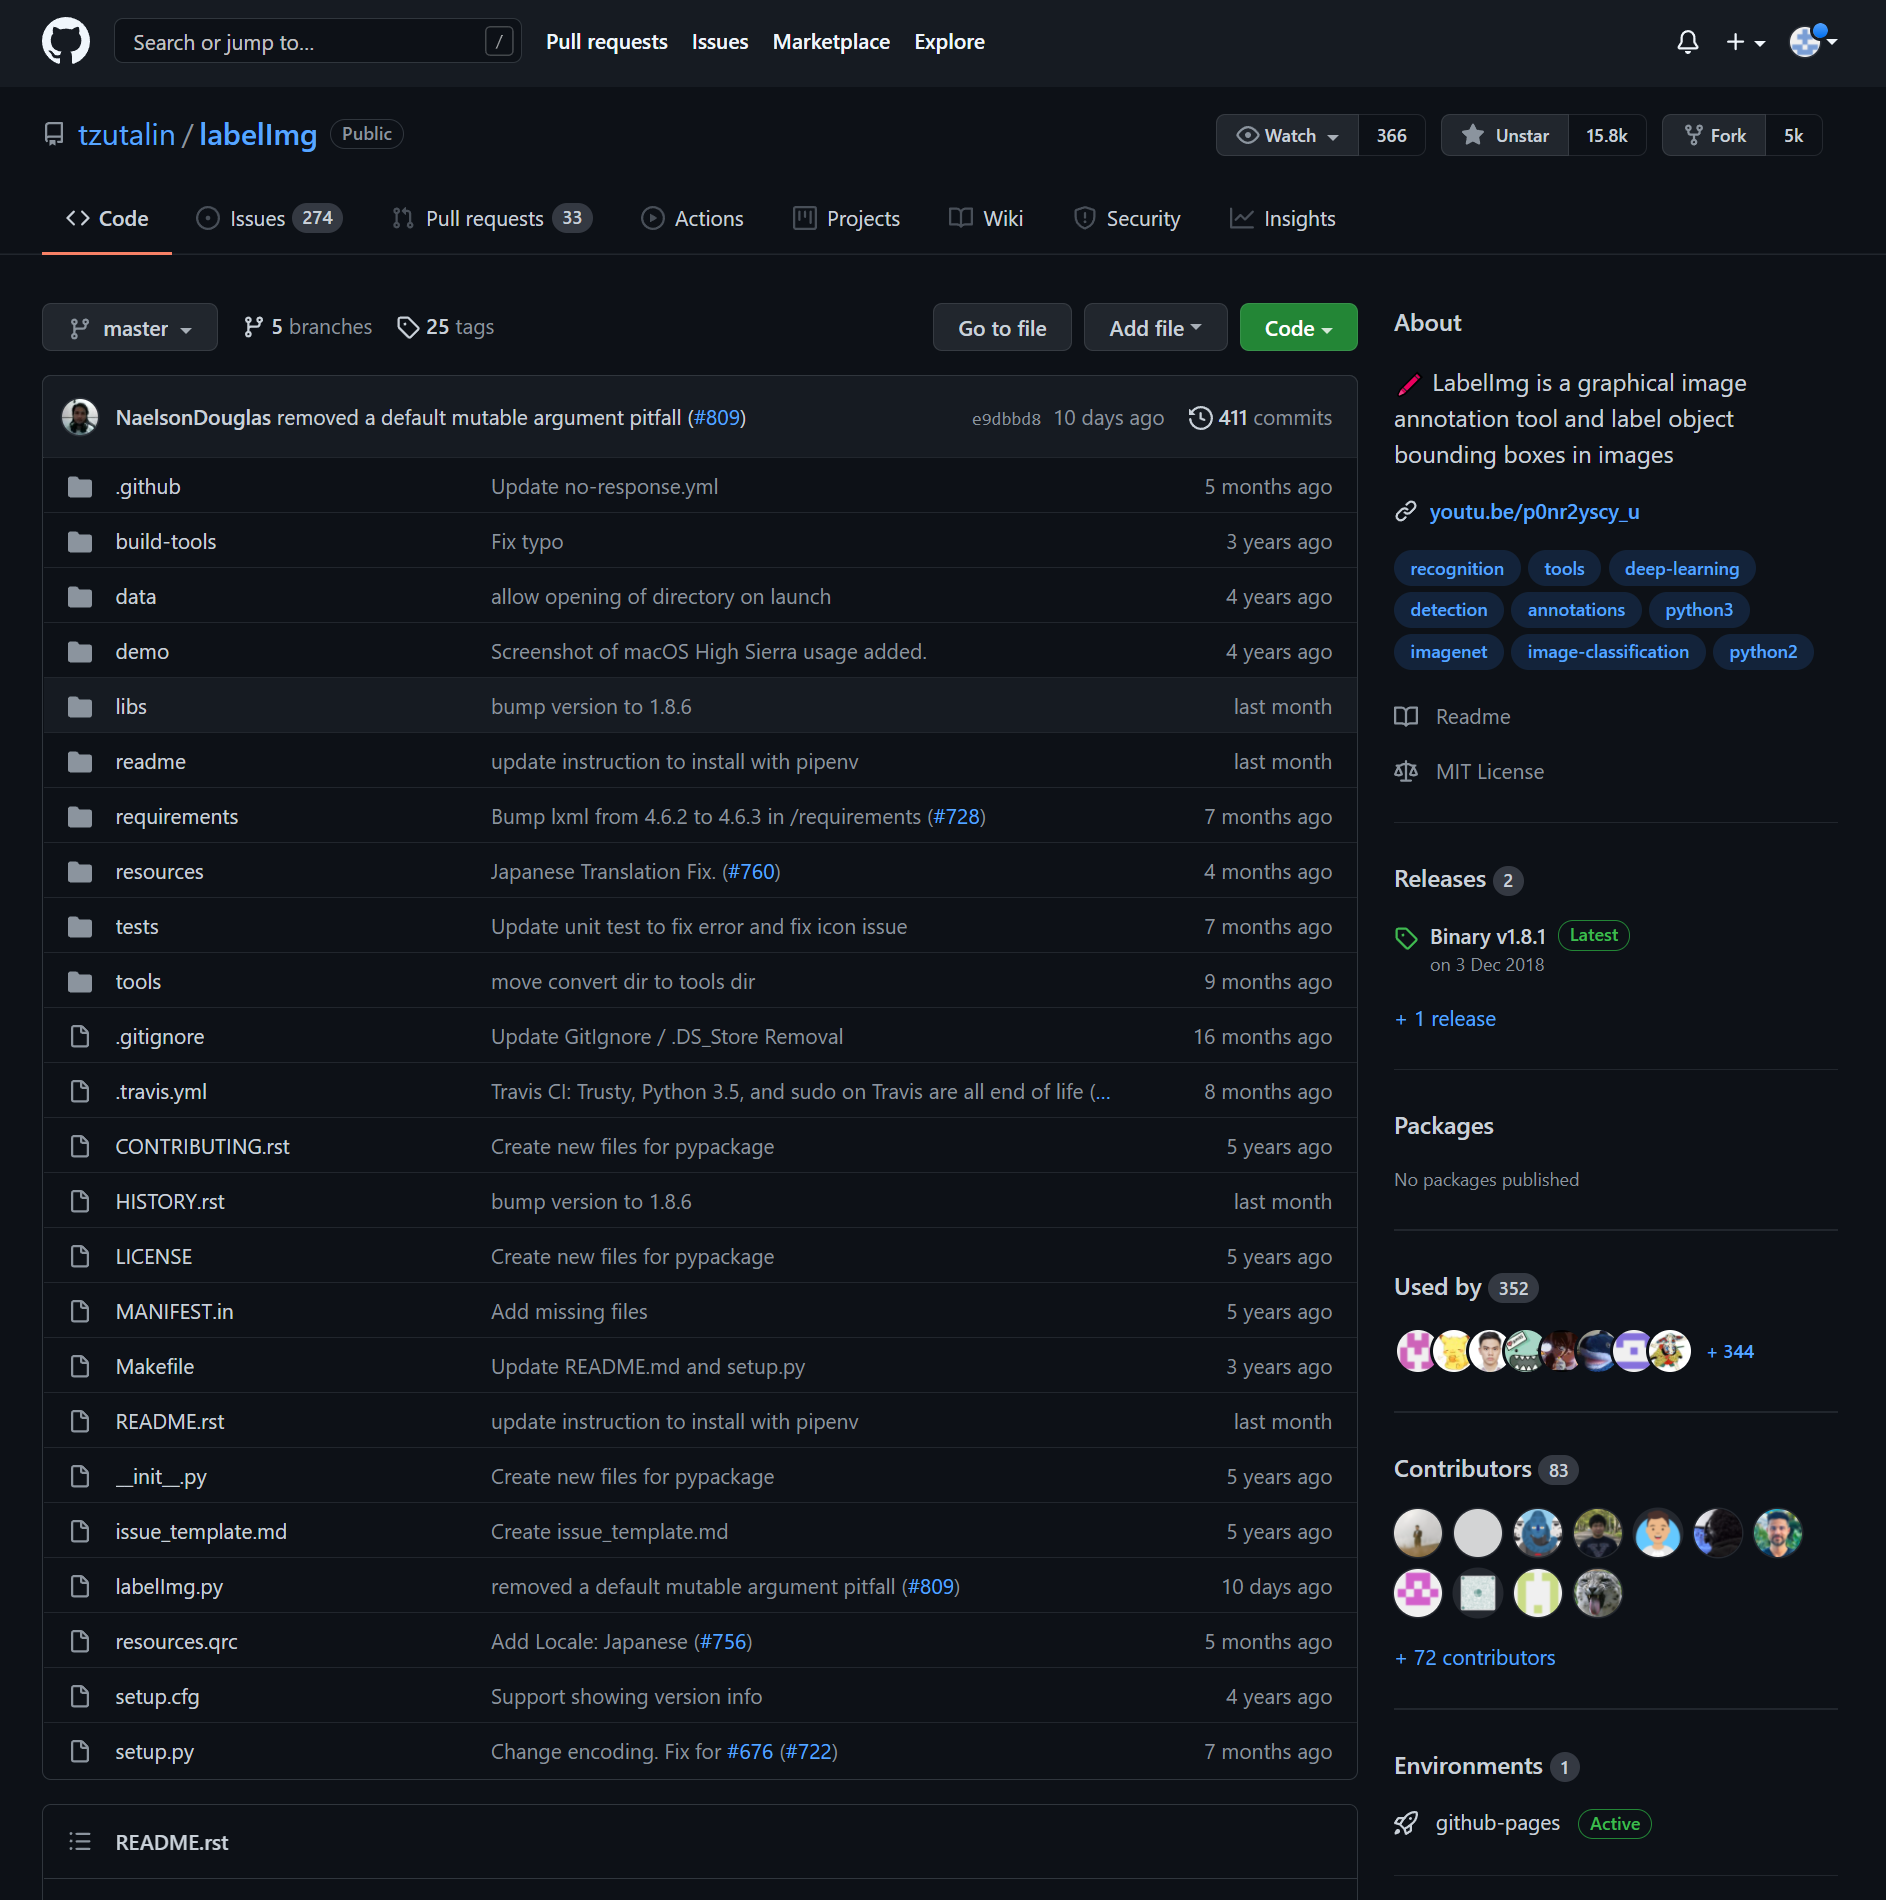 Search or jump to... /
Pull requests Issues Marketplace Explore
tzutalin / labelImg Public
Watch 366 Unstar 15.8k Fork 5k
Code Issues 274 Pull requests 33 Actions Projects Wiki Security Insights
master 5 branches 25 tags Go to file Add file Code
NaelsonDouglas removed a default mutable argument pitfall (#809) e9dbbd8 10 days ago 411 commits
.github Update no-response.yml 5 months ago
build-tools Fix typo 3 years ago
data allow opening of directory on launch 4 years ago
demo Screenshot of macOS High Sierra usage added. 4 years ago
libs bump version to 1.8.6 last month
readme update instruction to install with pipenv last month
requirements Bump lxml from 4.6.2 to 4.6.3 in /requirements (#728) 7 months ago
resources Japanese Translation Fix. (#760) 4 months ago
tests Update unit test to fix error and fix icon issue 7 months ago
tools move convert dir to tools dir 9 months ago
.gitignore Update GitIgnore / .DS_Store Removal 16 months ago
.travis.yml Travis CI: Trusty, Python 3.5, and sudo on Travis are all end of life (... 8 months ago
CONTRIBUTING.rst Create new files for pypackage 5 years ago
HISTORY.rst bump version to 1.8.6 last month
LICENSE Create new files for pypackage 5 years ago
MANIFEST.in Add missing files 5 years ago
Makefile Update README.md and setup.py 3 years ago
README.rst update instruction to install with pipenv last month
__init__.py Create new files for pypackage 5 years ago
issue_template.md Create issue_template.md 5 years ago
labelImg.py removed a default mutable argument pitfall (#809) 10 days ago
resources.qrc Add Locale: Japanese (#756) 5 months ago
setup.cfg Support showing version info 4 years ago
setup.py Change encoding. Fix for #676 (#722) 7 months ago
README.rst
About
LabelImg is a graphical image
annotation tool and label object
bounding boxes in images
youtu.be/p0nr2yscy_u
recognition tools deep-learning
detection annotations python3
imagenet image-classification python2
Readme
MIT License
Releases 2
Binary v1.8.1 Latest
on 3 Dec 2018
+ 1 release
Packages
No packages published
Used by 352
+ 344
Contributors 83
+ 72 contributors
Environments 1
github-pages Active